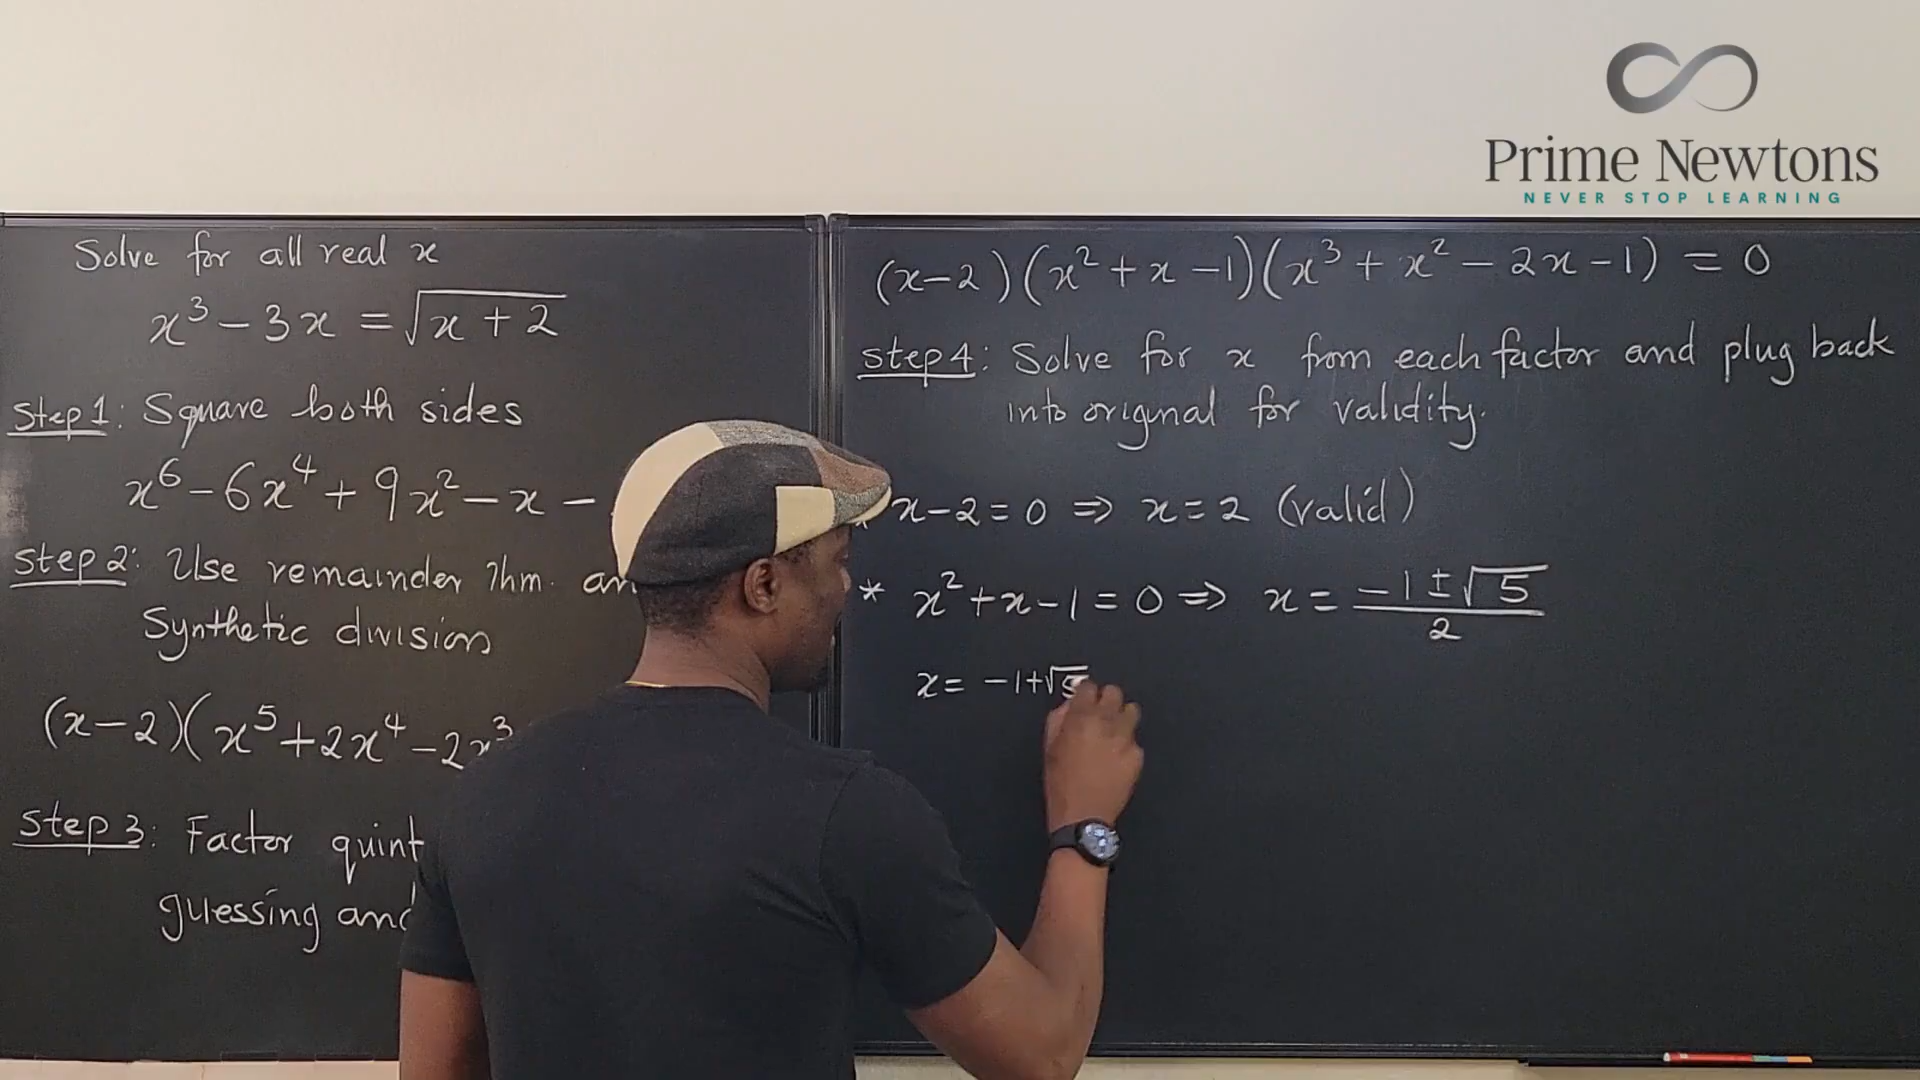 Prime Newtons
NEVER STOP LEARNING
Solve for all real x
x³ - 3x = √(x + 2)
Step 1: Square both sides
x⁶ - 6x⁴ + 9x² - x -
Step 2: Use remainder Thm.
Synthetic division
(x-2)(x⁵ + 2x⁴ - 2x³
Step 3: Factor
guessing and
(x-2)(x² + x - 1)(x³ + x² - 2x - 1) = 0
Step 4: Solve for x from each factor and plug back
into original for validity.
x-2 = 0 ⇒ x = 2 (valid)
* x² + x - 1 = 0 ⇒ x = (-1 ± √5)/2
x = -1+√5